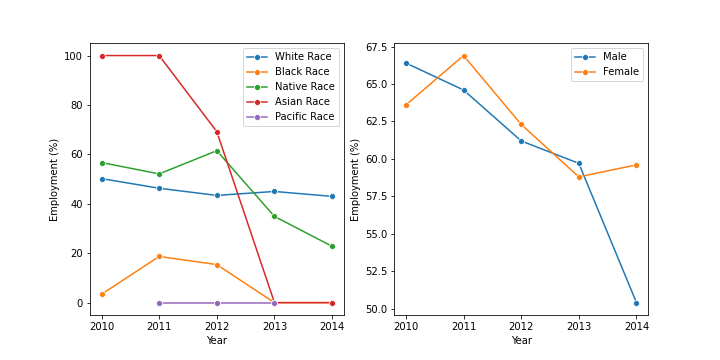 White Race
Black Race
Native Race
Asian Race
Pacific Race
100
80
60
40
20
0
Employment (%)
2010 2011 2012 2013 2014
Year
Male
Female
67.5
65.0
62.5
60.0
57.5
55.0
52.5
50.0
Employment (%)
2010 2011 2012 2013 2014
Year